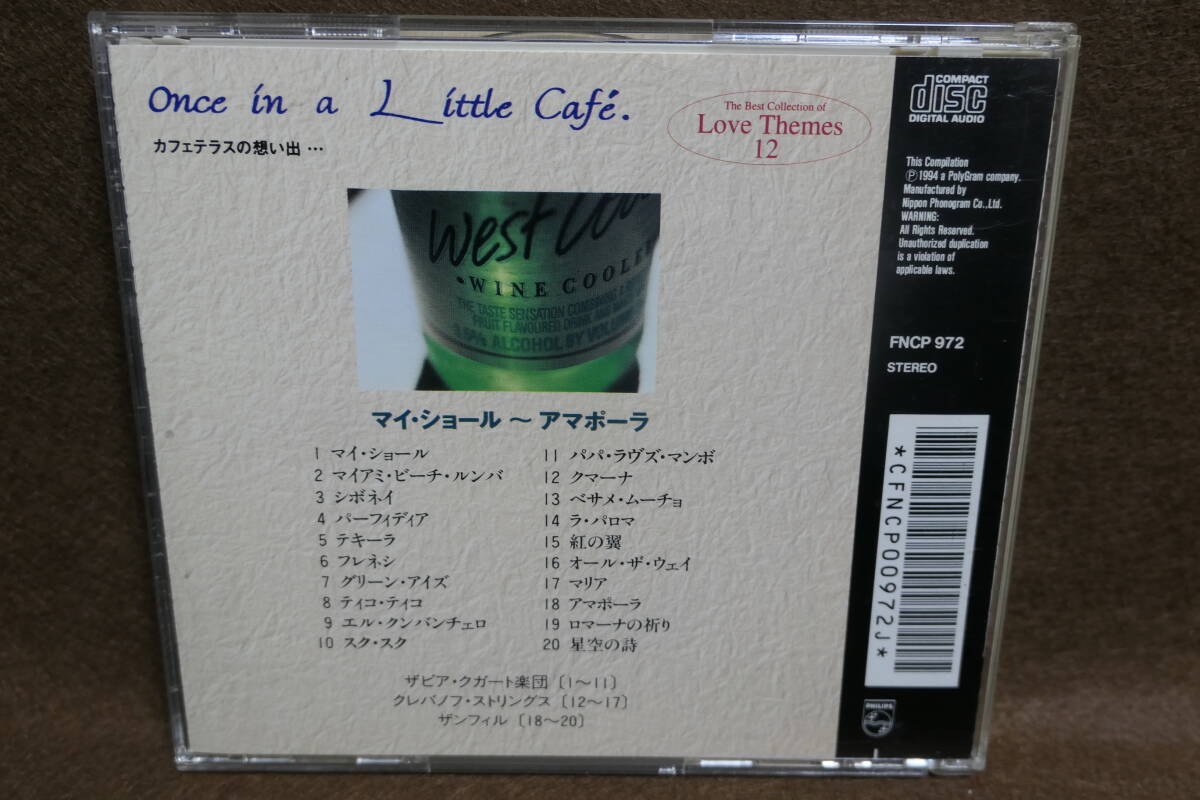 Once in a Little Café.
カフェテラスの想い出…
The Best Collection of
Love Themes
12
West
•WINE COOLER
THE TASTE SENSATION COMBINING
FRUIT FLAVOURED DRINK AND
3.5% ALCOHOL BY VOLUME
マイ・ショール ～ アマポーラ
1 マイ・ショール
2 マイアミ・ビーチ・ルンバ
3 シボネイ
4 パーフィディア
5 テキーラ
6 フレネシ
7 グリーン・アイズ
8 ティコ・ティコ
9 エル・クンバンチェロ
10 スク・スク
11 パパ・ラヴズ・マンボ
12 クマーナ
13 ベサメ・ムーチョ
14 ラ・パロマ
15 紅の翼
16 オール・ザ・ウェイ
17 マリア
18 アマポーラ
19 ロマーナの祈り
20 星空の詩
ザビア・クガート楽団〔1～11〕
クレバノフ・ストリングス〔12～17〕
ザンフィル〔18～20〕
COMPACT
disc
DIGITAL AUDIO
This Compilation
Ⓟ1994 a PolyGram company.
Manufactured by
Nippon Phonogram Co.,Ltd.
WARNING:
All Rights Reserved.
Unauthorized duplication
is a violation of
applicable laws.
FNCP 972
STEREO
*CFNCP00972J*
PHILIPS